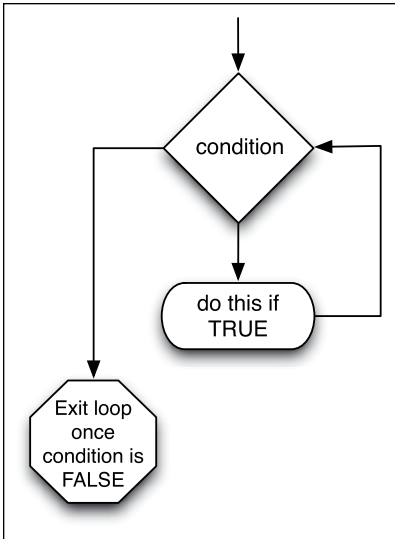 condition
do this if
TRUE
Exit loop
once
condition is
FALSE